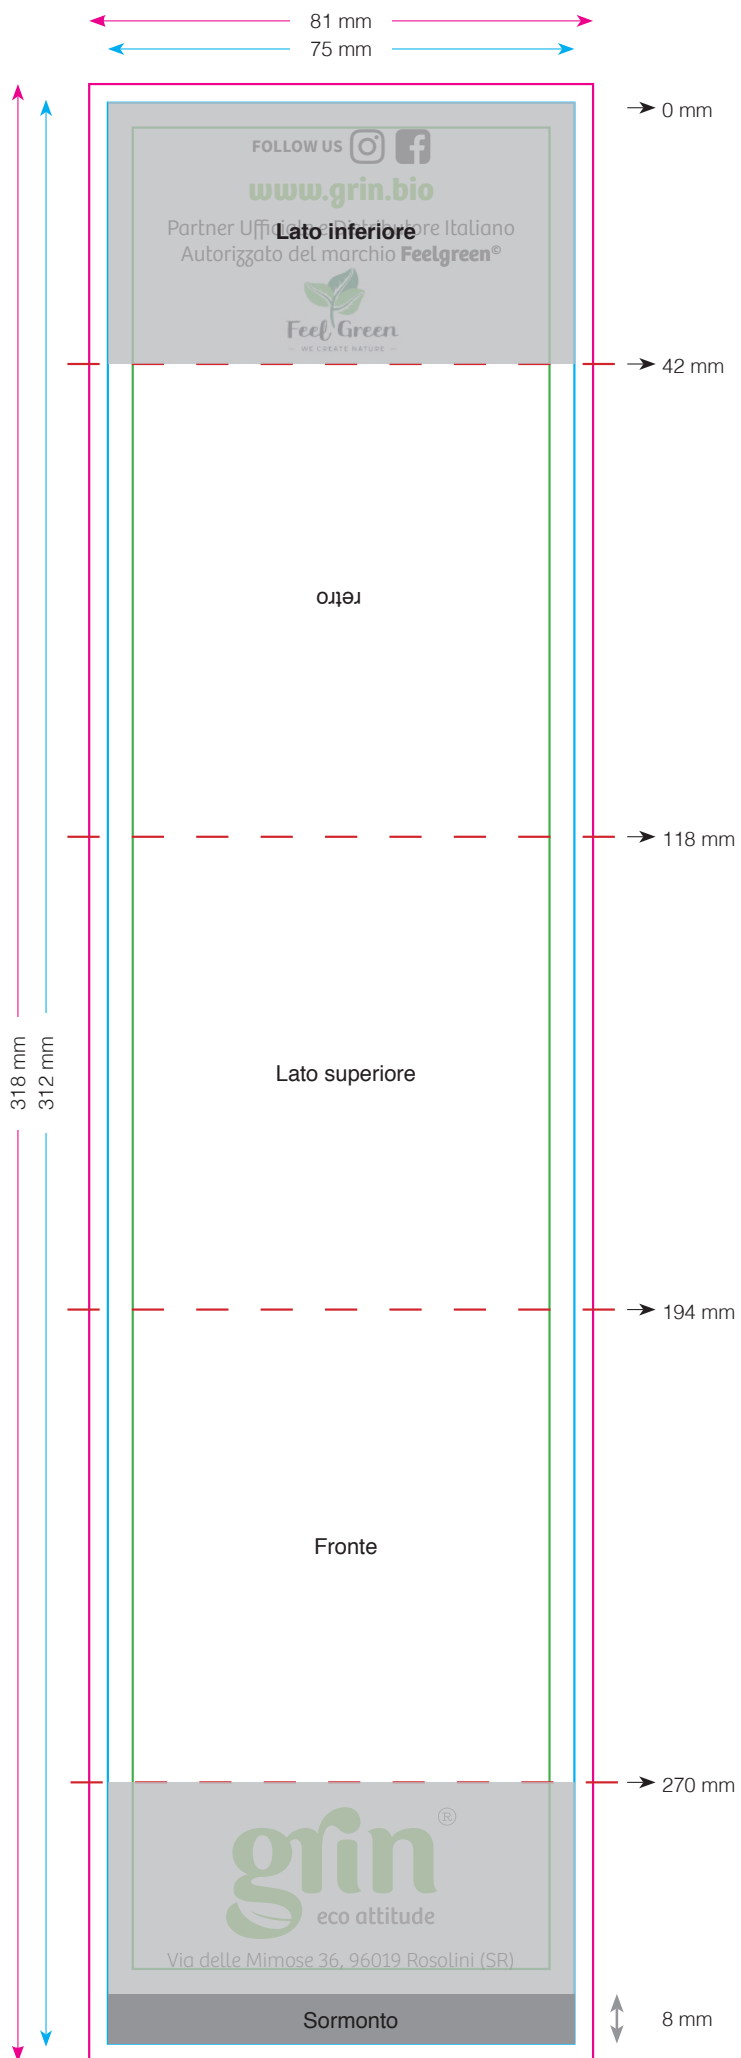 81 mm
75 mm
0 mm
FOLLOW US
www.grin.bio
Partner Ufficiale e Distributore Italiano
Lato inferiore
Autorizzato del marchio Feelgreen©
Feel Green
WE CREATE NATURE
42 mm
retro
118 mm
318 mm
312 mm
Lato superiore
194 mm
Fronte
270 mm
grin®
eco attitude
Via delle Mimose 36, 96019 Rosolini (SR)
Sormonto
8 mm